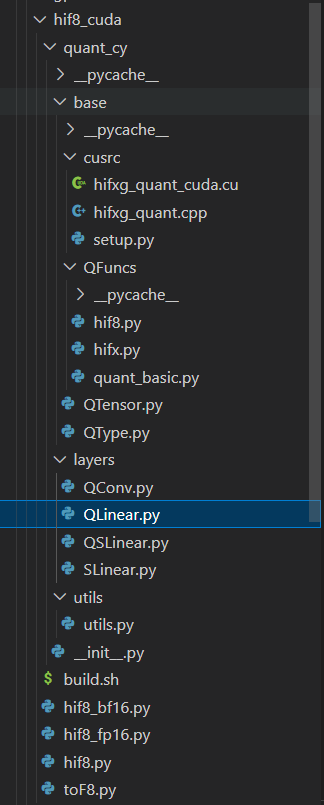 hif8_cuda
quant_cy
__pycache__
base
__pycache__
cusrc
hifxg_quant_cuda.cu
hifxg_quant.cpp
setup.py
QFuncs
__pycache__
hif8.py
hifx.py
quant_basic.py
QTensor.py
QType.py
layers
QConv.py
QLinear.py
QSLinear.py
SLinear.py
utils
utils.py
__init__.py
$ build.sh
hif8_bf16.py
hif8_fp16.py
hif8.py
toF8.py